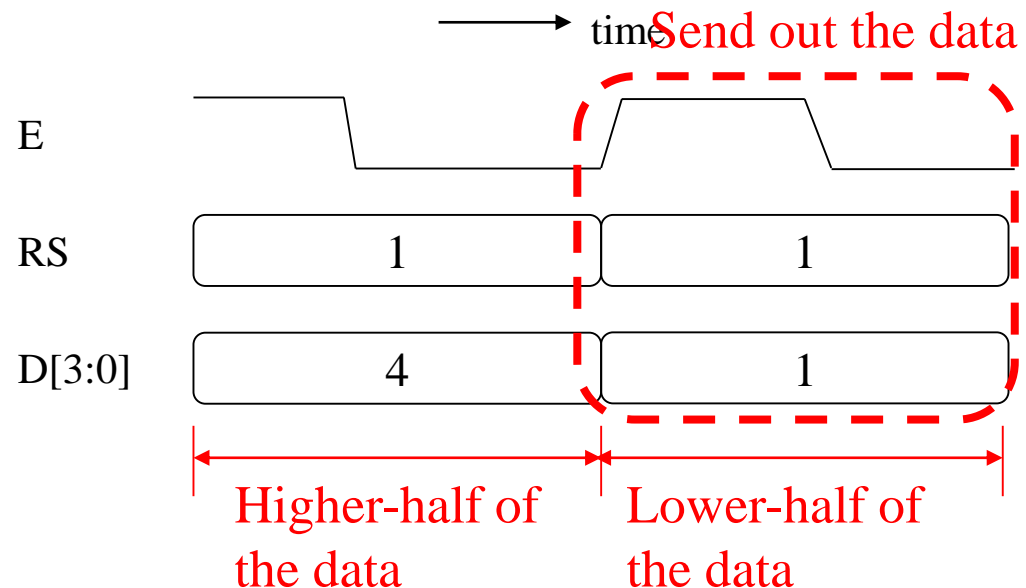 time
Send out the data
E
RS
1
1
D[3:0]
4
1
Higher-half of
the data
Lower-half of
the data